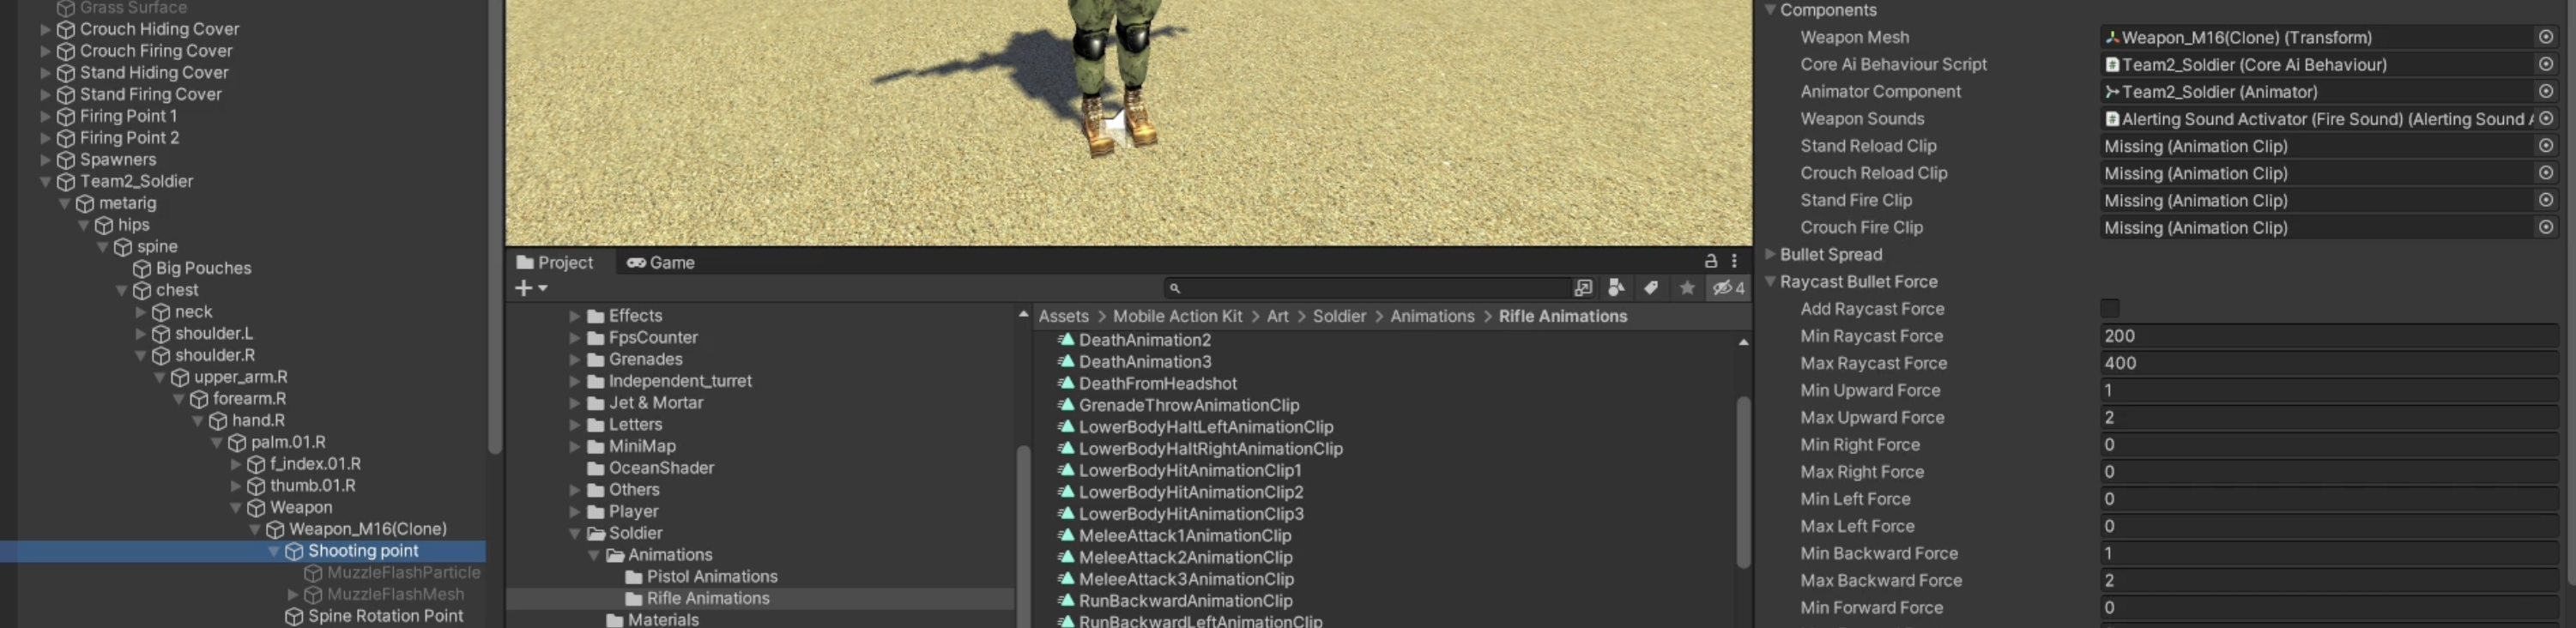 Grass Surface
Crouch Hiding Cover
Crouch Firing Cover
Stand Hiding Cover
Stand Firing Cover
Firing Point 1
Firing Point 2
Spawners
Team2_Soldier
metarig
hips
spine
Big Pouches
chest
neck
shoulder.L
shoulder.R
upper_arm.R
forearm.R
hand.R
palm.01.R
f_index.01.R
thumb.01.R
Weapon
Weapon_M16(Clone)
Shooting point
MuzzleFlashParticle
MuzzleFlashMesh
Spine Rotation Point
Project Game
4
Effects
FpsCounter
Grenades
Independent_turret
Jet & Mortar
Letters
MiniMap
OceanShader
Others
Player
Soldier
Animations
Pistol Animations
Rifle Animations
Materials
Assets > Mobile Action Kit > Art > Soldier > Animations > Rifle Animations
DeathAnimation2
DeathAnimation3
DeathFromHeadshot
GrenadeThrowAnimationClip
LowerBodyHaltLeftAnimationClip
LowerBodyHaltRightAnimationClip
LowerBodyHitAnimationClip1
LowerBodyHitAnimationClip2
LowerBodyHitAnimationClip3
MeleeAttack1AnimationClip
MeleeAttack2AnimationClip
MeleeAttack3AnimationClip
RunBackwardAnimationClip
RunBackwardLeftAnimationClip
Components
Weapon Mesh Weapon_M16(Clone) (Transform)
Core Ai Behaviour Script Team2_Soldier (Core Ai Behaviour)
Animator Component Team2_Soldier (Animator)
Weapon Sounds Alerting Sound Activator (Fire Sound) (Alerting Sound A
Stand Reload Clip Missing (Animation Clip)
Crouch Reload Clip Missing (Animation Clip)
Stand Fire Clip Missing (Animation Clip)
Crouch Fire Clip Missing (Animation Clip)
Bullet Spread
Raycast Bullet Force
Add Raycast Force
Min Raycast Force 200
Max Raycast Force 400
Min Upward Force 1
Max Upward Force 2
Min Right Force 0
Max Right Force 0
Min Left Force 0
Max Left Force 0
Min Backward Force 1
Max Backward Force 2
Min Forward Force 0